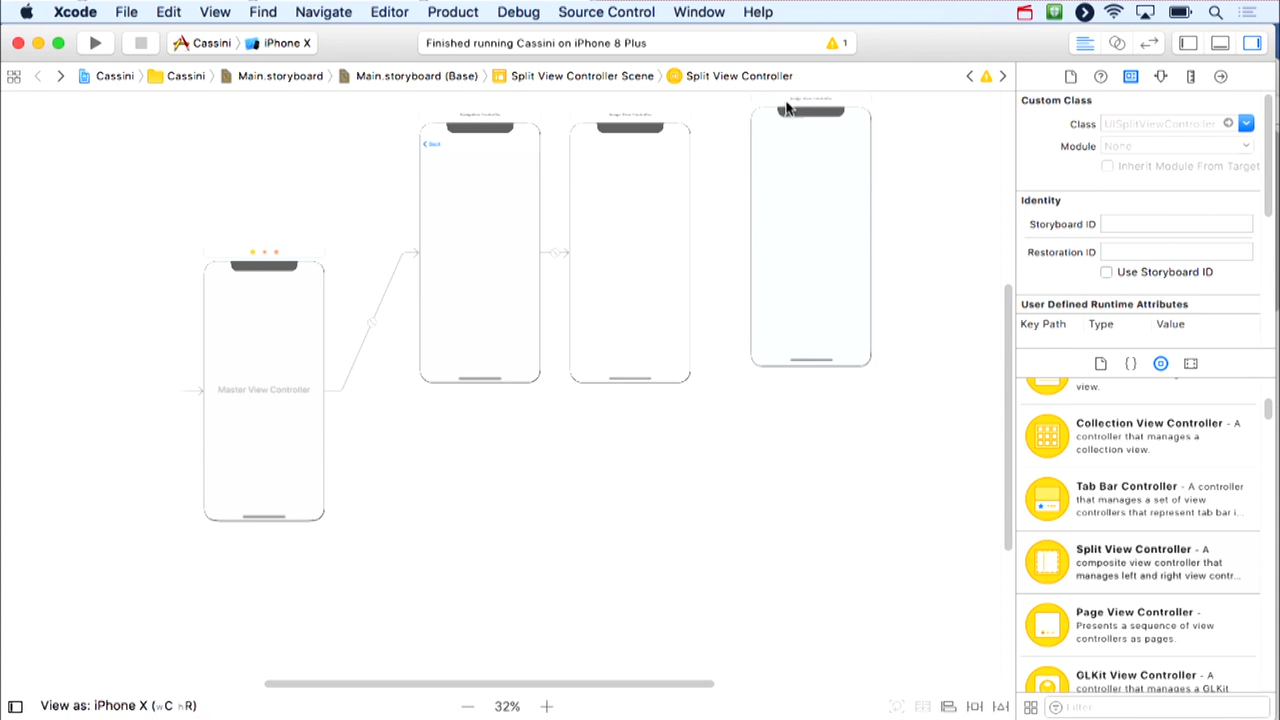 Xcode File Edit View Find Navigate Editor Product Debug Source Control Window Help
Cassini iPhone X
Finished running Cassini on iPhone 8 Plus
1
Cassini Cassini Main.storyboard Main.storyboard (Base) Split View Controller Scene Split View Controller
Back
Master View Controller
Custom Class
Class UISplitViewController
Module None
Inherit Module From Target
Identity
Storyboard ID
Restoration ID
Use Storyboard ID
User Defined Runtime Attributes
Key Path Type Value
view.
Collection View Controller - A
controller that manages a
collection view.
Tab Bar Controller - A controller
that manages a set of view
controllers that represent tab bar i...
Split View Controller - A
composite view controller that
manages left and right view contr...
Page View Controller -
Presents a sequence of view
controllers as pages.
GLKit View Controller - A
controller that manages a GLKit
View as: iPhone X (wC hR)
32%
Filter